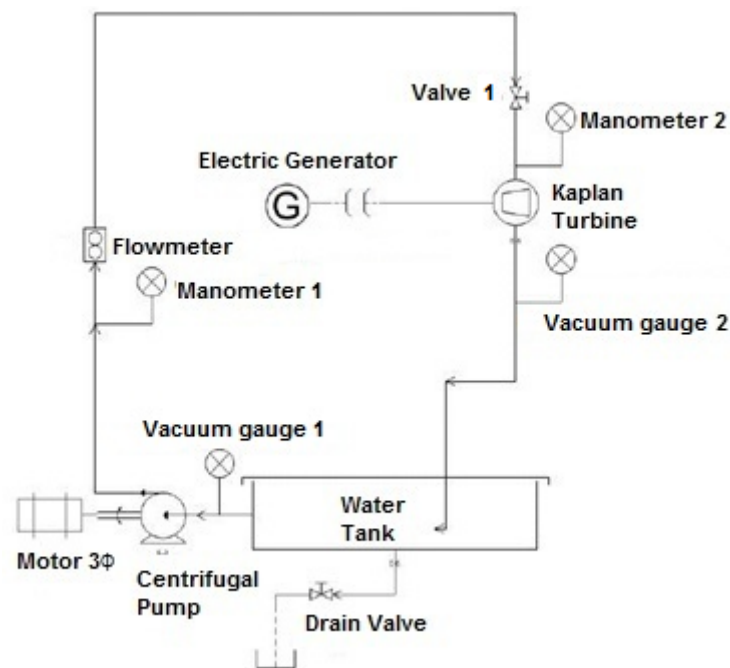 Valve 1
Manometer 2
Electric Generator
G
Kaplan
Turbine
Flowmeter
Manometer 1
Vacuum gauge 2
Vacuum gauge 1
Water
Tank
Motor 3Φ
Centrifugal
Pump
Drain Valve